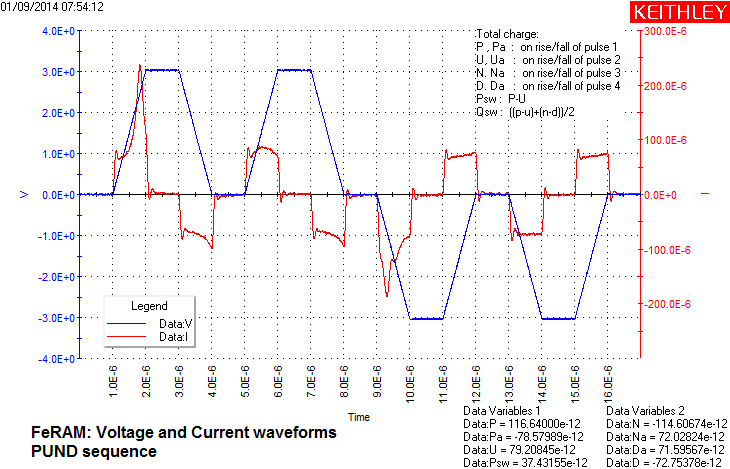 01/09/2014 07:54:12
KEITHLEY
Total charge:
P , Pa : on rise/fall of pulse 1
U, Ua : on rise/fall of pulse 2
N. Na : on rise/fall of pulse 3
D. Da : on rise/fall of pulse 4
Psw : P-U
Qsw : ((p-u)+(n-d))/2
4.0E+0
3.0E+0
2.0E+0
1.0E+0
0.0E+0
-1.0E+0
-2.0E+0
-3.0E+0
-4.0E+0
V
300.0E-6
200.0E-6
100.0E-6
0.0E+0
-100.0E-6
-200.0E-6
I
Legend
Data:V
Data:I
1.0E-6
2.0E-6
3.0E-6
4.0E-6
5.0E-6
6.0E-6
7.0E-6
8.0E-6
9.0E-6
10.0E-6
11.0E-6
12.0E-6
13.0E-6
14.0E-6
15.0E-6
16.0E-6
Time
FeRAM: Voltage and Current waveforms
PUND sequence
Data Variables 1
Data:P = 116.64000e-12
Data:Pa = -78.57989e-12
Data:U = 79.20845e-12
Data:Psw = 37.43155e-12
Data Variables 2
Data:N = -114.60674e-12
Data:Na = 72.02824e-12
Data:Da = 71.59567e-12
Data:D = -72.75378e-12